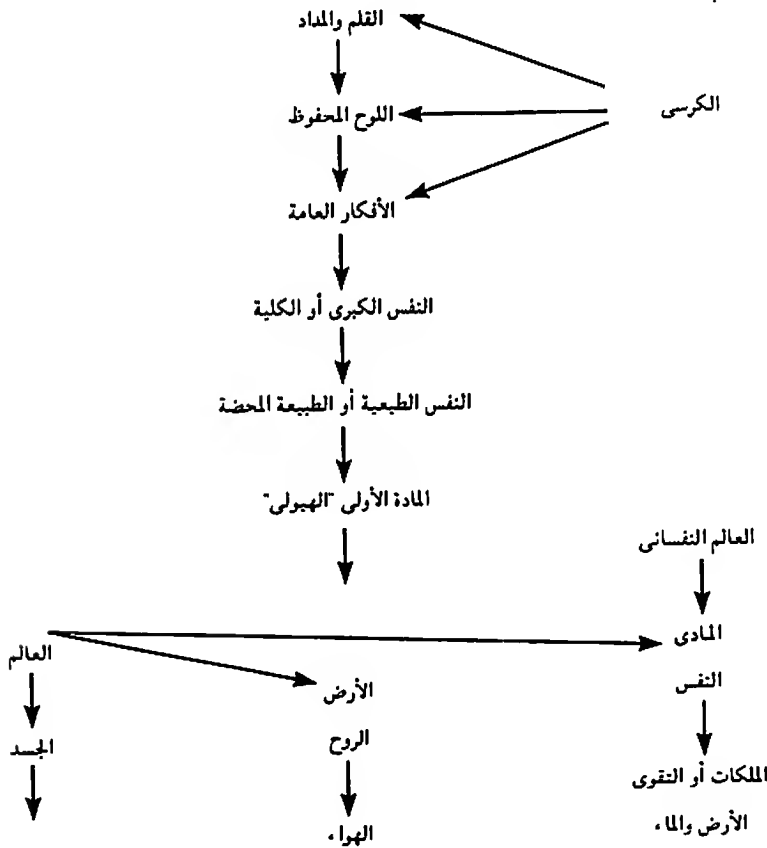 القلم والمداد
الكرسى
اللوح المحفوظ
الأفكار العامة
النفس الكبرى أو الكلية
النفس الطيعية أو الطبيعة المحضة
المادة الأولى "الهيولى"
العالم النفسانى
المادى
العالم
الأرض
النفس
الروح
الجسد
الملكات أو التقوى
الأرض والماء
الهواء